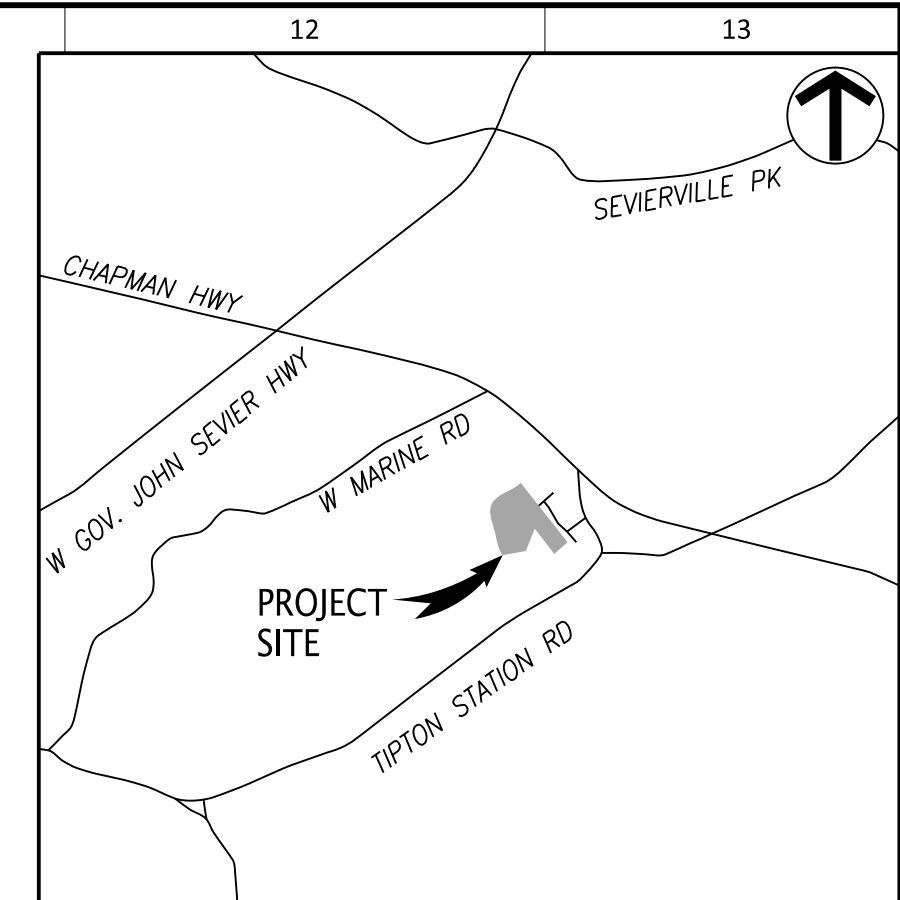 12
13
SEVIERVILLE PK
CHAPMAN HWY
W GOV. JOHN SEVIER HWY
W MARINE RD
PROJECT
SITE
TIPTON STATION RD